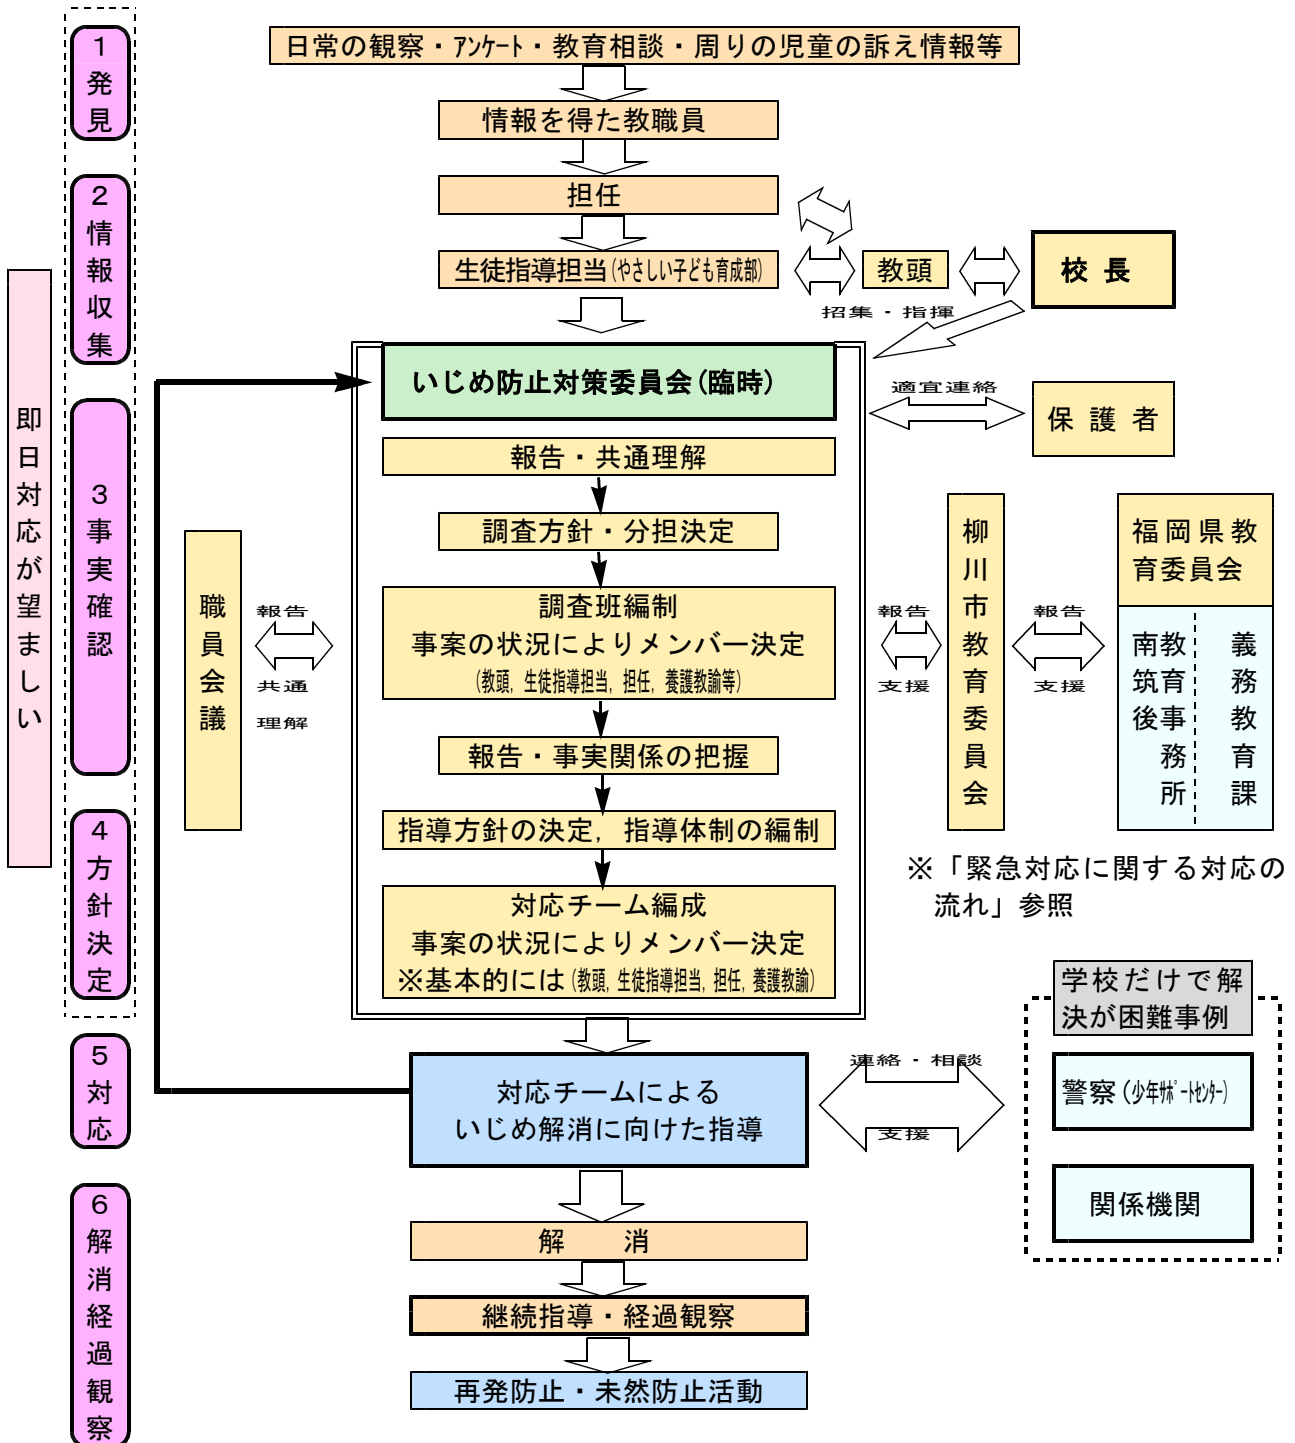 1発見
2情報収集
3事実確認
4方針決定
5対応
6解消経過観察
即日対応が望ましい
日常の観察・アンケート・教育相談・周りの児童の訴え情報等
情報を得た教職員
担任
生徒指導担当(やさしい子ども育成部)
教頭
校長
招集・指揮
いじめ防止対策委員会(臨時)
適宜連絡
保護者
報告・共通理解
調査方針・分担決定
調査班編制
事案の状況によりメンバー決定
(教頭,生徒指導担当,担任,養護教諭等)
報告・事実関係の把握
指導方針の決定,指導体制の編制
対応チーム編成
事案の状況によりメンバー決定
※基本的には(教頭,生徒指導担当,担任,養護教諭)
職員会議
報告
共通
理解
報告
支援
柳川市教育委員会
報告
支援
福岡県教
育委員会
義務教育課
教育事務所
南筑後
※「緊急対応に関する対応の
流れ」参照
対応チームによる
いじめ解消に向けた指導
連絡・相談
支援
学校だけで解
決が困難事例
警察(少年サポートセンター)
関係機関
解 消
継続指導・経過観察
再発防止・未然防止活動